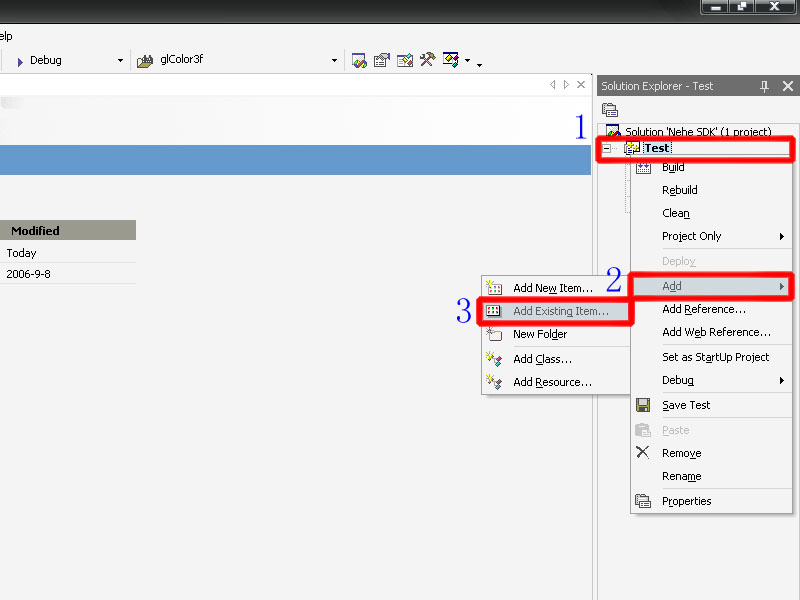 elp
Debug
glColor3f
Solution Explorer - Test
1
Solution 'Nehe SDK' (1 project)
Test
Modified
Today
2006-9-8
Build
Rebuild
Clean
Project Only
Deploy
2
Add
Add Reference...
Add Web Reference...
Set as StartUp Project
Debug
Save Test
Paste
Remove
Rename
Properties
Add New Item...
3
Add Existing Item...
New Folder
Add Class...
Add Resource...